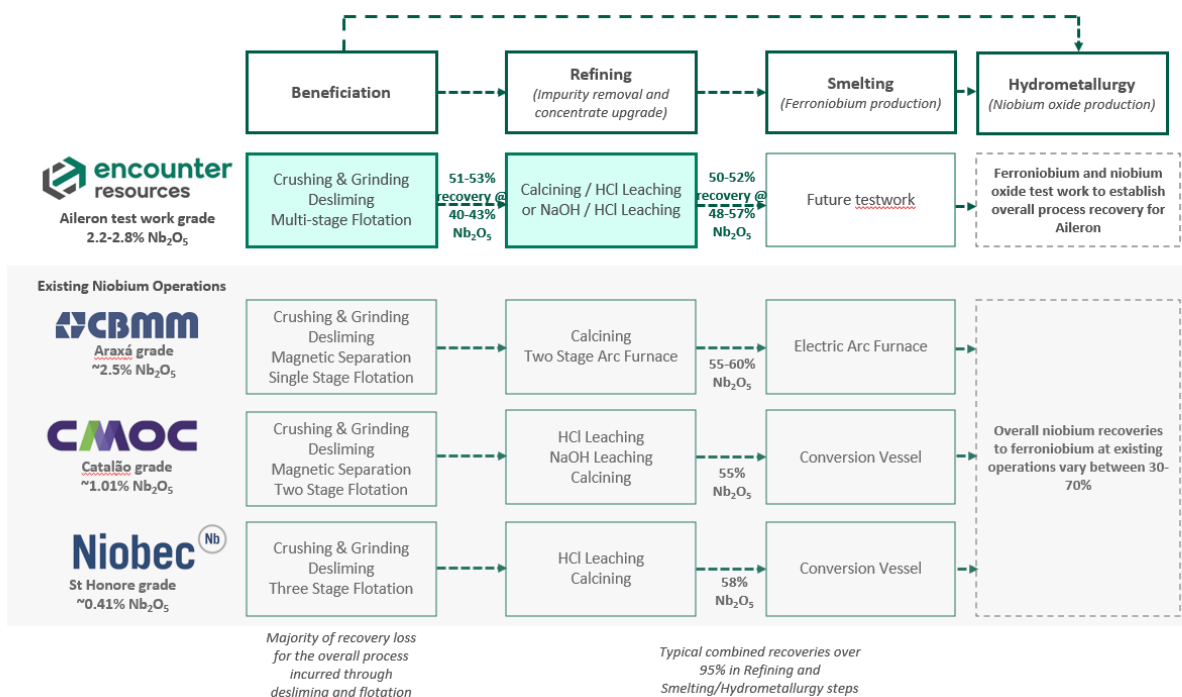 Beneficiation
Refining
(Impurity removal and
concentrate upgrade)
Smelting
(Ferroniobium production)
Hydrometallurgy
(Niobium oxide production)
encounter
resources
Aileron test work grade
2.2-2.8% Nb₂O₅
Crushing & Grinding
Desliming
Multi-stage Flotation
51-53%
recovery @
40-43%
Nb₂O₅
Calcining / HCl Leaching
or NaOH / HCl Leaching
50-52%
recovery @
48-57%
Nb₂O₅
Future testwork
Ferroniobium and niobium
oxide test work to establish
overall process recovery for
Aileron
Existing Niobium Operations
CBMM
Araxá grade
~2.5% Nb₂O₅
Crushing & Grinding
Desliming
Magnetic Separation
Single Stage Flotation
Calcining
Two Stage Arc Furnace
55-60%
Nb₂O₅
Electric Arc Furnace
CMOC
Catalão grade
~1.01% Nb₂O₅
Crushing & Grinding
Desliming
Magnetic Separation
Two Stage Flotation
HCl Leaching
NaOH Leaching
Calcining
55%
Nb₂O₅
Conversion Vessel
Overall niobium recoveries
to ferroniobium at existing
operations vary between 30-
70%
Niobec Nb
St Honore grade
~0.41% Nb₂O₅
Crushing & Grinding
Desliming
Three Stage Flotation
HCl Leaching
Calcining
58%
Nb₂O₅
Conversion Vessel
Majority of recovery loss
for the overall process
incurred through
desliming and flotation
Typical combined recoveries over
95% in Refining and
Smelting/Hydrometallurgy steps